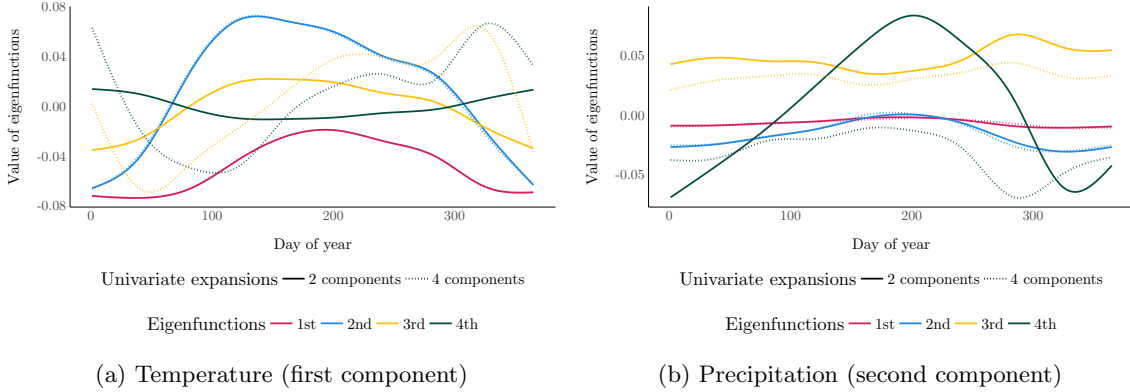 Value of eigenfunctions
0.08
0.04
0.00
-0.04
-0.08
0 100 200 300
Day of year
Univariate expansions 2 components 4 components
Eigenfunctions 1st 2nd 3rd 4th
(a) Temperature (first component)
Value of eigenfunctions
0.05
0.00
-0.05
0 100 200 300
Day of year
Univariate expansions 2 components 4 components
Eigenfunctions 1st 2nd 3rd 4th
(b) Precipitation (second component)